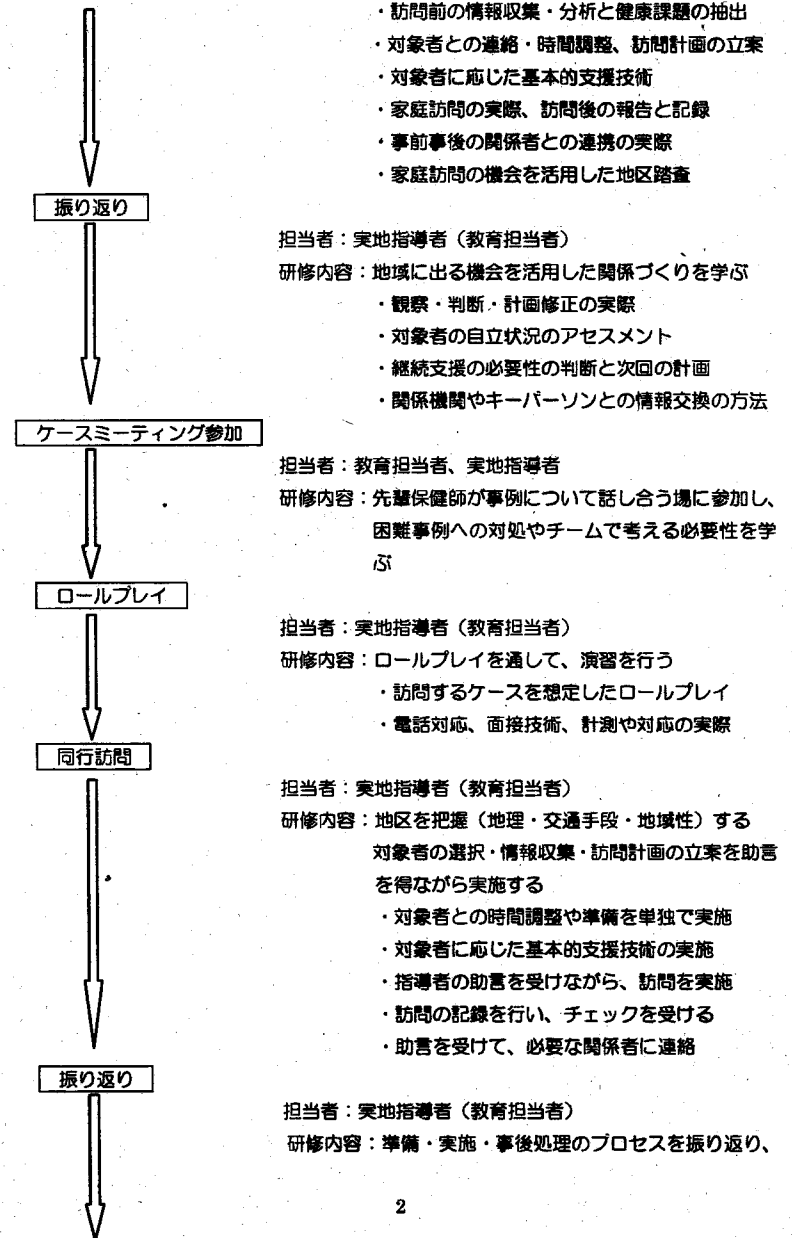 ・訪問前の情報収集・分析と健康課題の抽出
・対象者との連絡・時間調整、訪問計画の立案
・対象者に応じた基本的支援技術
・家庭訪問の実際、訪問後の報告と記録
・事前事後の関係者との連携の実際
・家庭訪問の機会を活用した地区踏査
振り返り
担当者：実地指導者（教育担当者）
研修内容：地域に出る機会を活用した関係づくりを学ぶ
・観察・判断・計画修正の実際
・対象者の自立状況のアセスメント
・継続支援の必要性の判断と次回の計画
・関係機関やキーパーソンとの情報交換の方法
ケースミーティング参加
担当者：教育担当者、実地指導者
研修内容：先輩保健師が事例について話し合う場に参加し、
困難事例への対処やチームで考える必要性を学
ぶ
ロールプレイ
担当者：実地指導者（教育担当者）
研修内容：ロールプレイを通して、演習を行う
・訪問するケースを想定したロールプレイ
・電話対応、面接技術、計測や対応の実際
同行訪問
担当者：実地指導者（教育担当者）
研修内容：地区を把握（地理・交通手段・地域性）する
対象者の選択・情報収集・訪問計画の立案を助言
を得ながら実施する
・対象者との時間調整や準備を単独で実施
・対象者に応じた基本的支援技術の実施
・指導者の助言を受けながら、訪問を実施
・訪問の記録を行い、チェックを受ける
・助言を受けて、必要な関係者に連絡
振り返り
担当者：実地指導者（教育担当者）
研修内容：準備・実施・事後処理のプロセスを振り返り、
2